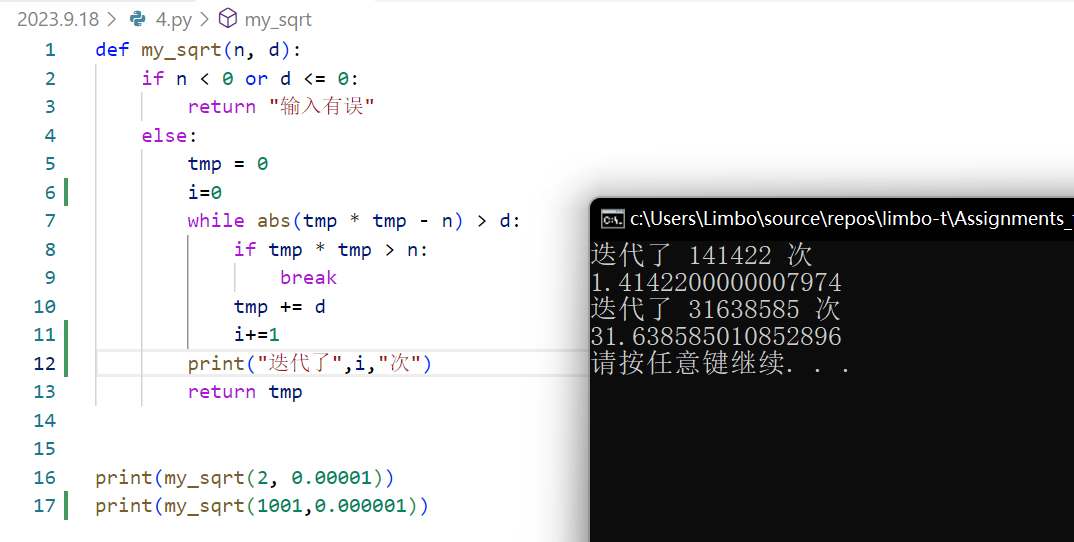 2023.9.18 > 4.py > my_sqrt
1 def my_sqrt(n, d):
2 if n < 0 or d <= 0:
3 return "输入有误"
4 else:
5 tmp = 0
6 i=0
7 while abs(tmp * tmp - n) > d:
8 if tmp * tmp > n:
9 break
10 tmp += d
11 i+=1
12 print("迭代了",i,"次")
13 return tmp
14
15
16 print(my_sqrt(2, 0.00001))
17 print(my_sqrt(1001,0.000001))
c:\Users\Limbo\source\repos\limbo-t\Assignments_
迭代了 141422 次
1.4142200000007974
迭代了 31638585 次
31.638585010852896
请按任意键继续. . .